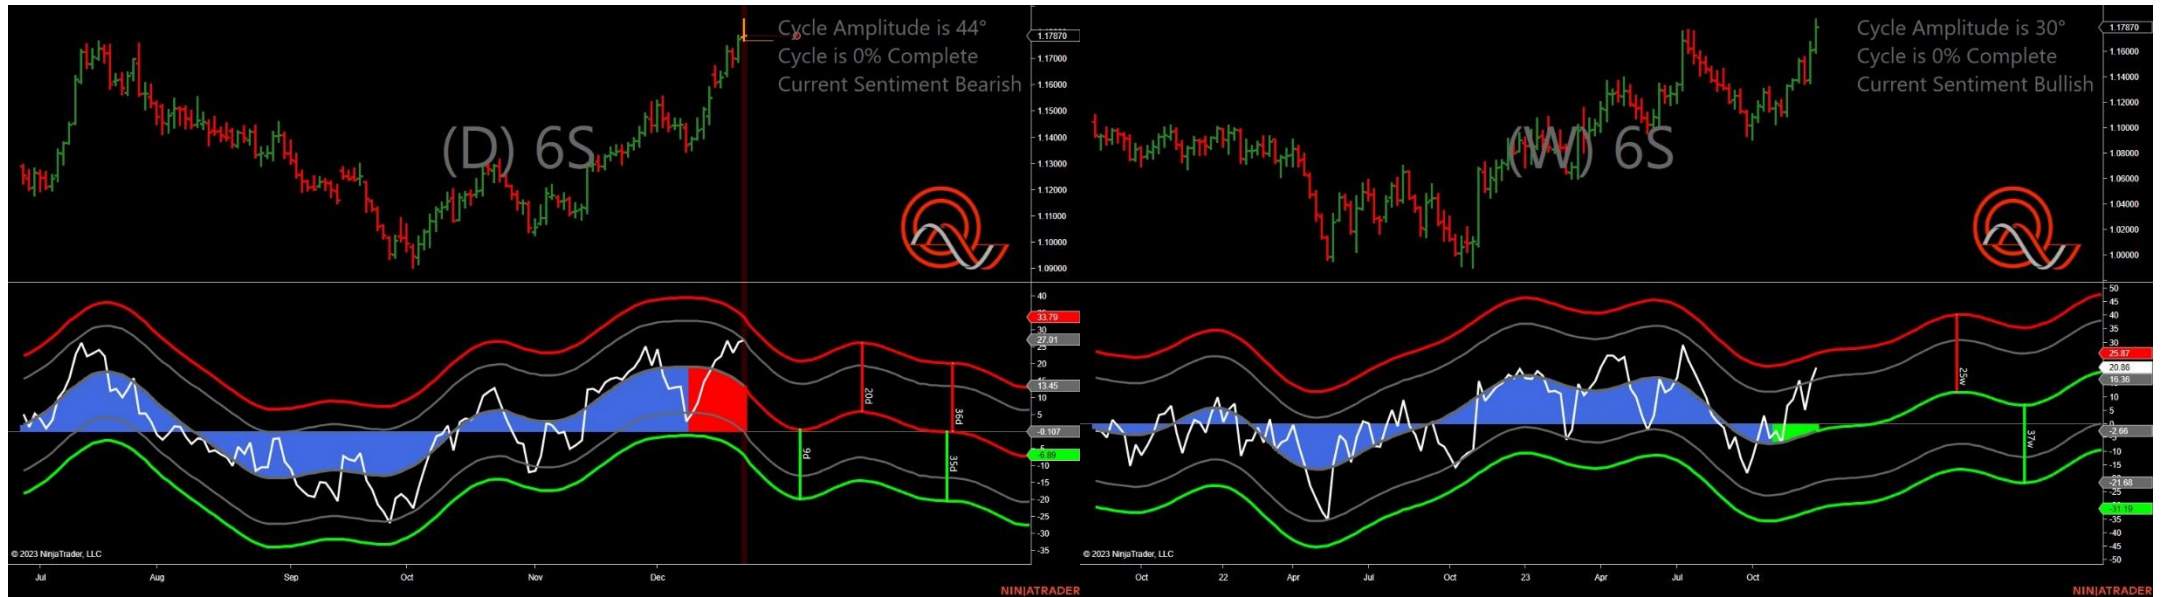 Cycle Amplitude is 44°
Cycle is 0% Complete
Current Sentiment Bearish
(D) 6S
1.17870
1.17000
1.16000
1.15000
1.14000
1.13000
1.12000
1.11000
1.10000
1.09000
40
33.79
30
27.01
20
15
13.45
10
5
-0.107
-6.89
-10
-15
-20
-25
-30
-35
20d
36d
9d
35d
© 2023 NinjaTrader, LLC
Jul Aug Sep Oct Nov Dec
NINJATRADER
Cycle Amplitude is 30°
Cycle is 0% Complete
Current Sentiment Bullish
(W) 6S
1.17870
1.16000
1.14000
1.12000
1.10000
1.08000
1.06000
1.04000
1.02000
1.00000
50
45
40
35
30
25.87
20.86
16.36
10
5
0
-2.66
-5
-10
-15
-21.68
-25
-31.19
-35
-40
-45
-50
25w
37w
© 2023 NinjaTrader, LLC
Oct 22 Apr Jul Oct 23 Apr Jul Oct
NINJATRADER